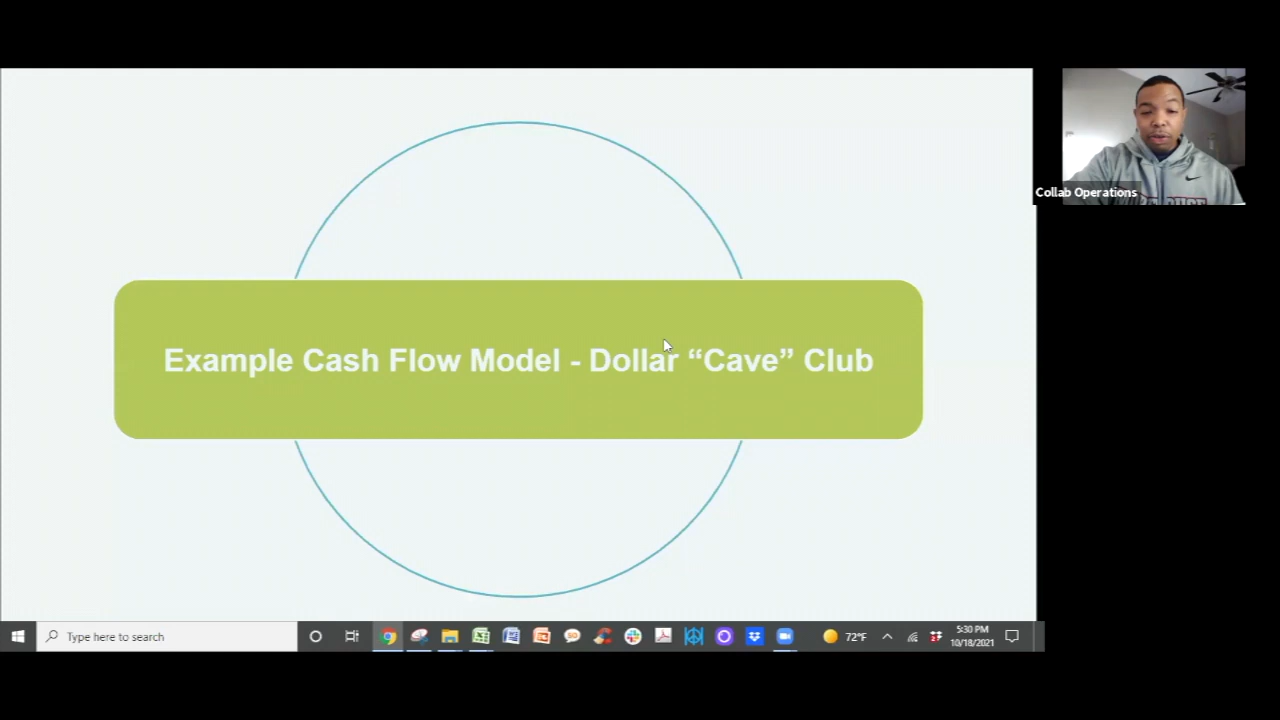 Example Cash Flow Model - Dollar “Cave” Club
Collab Operations
Type here to search
72°F
5:30 PM
10/18/2021